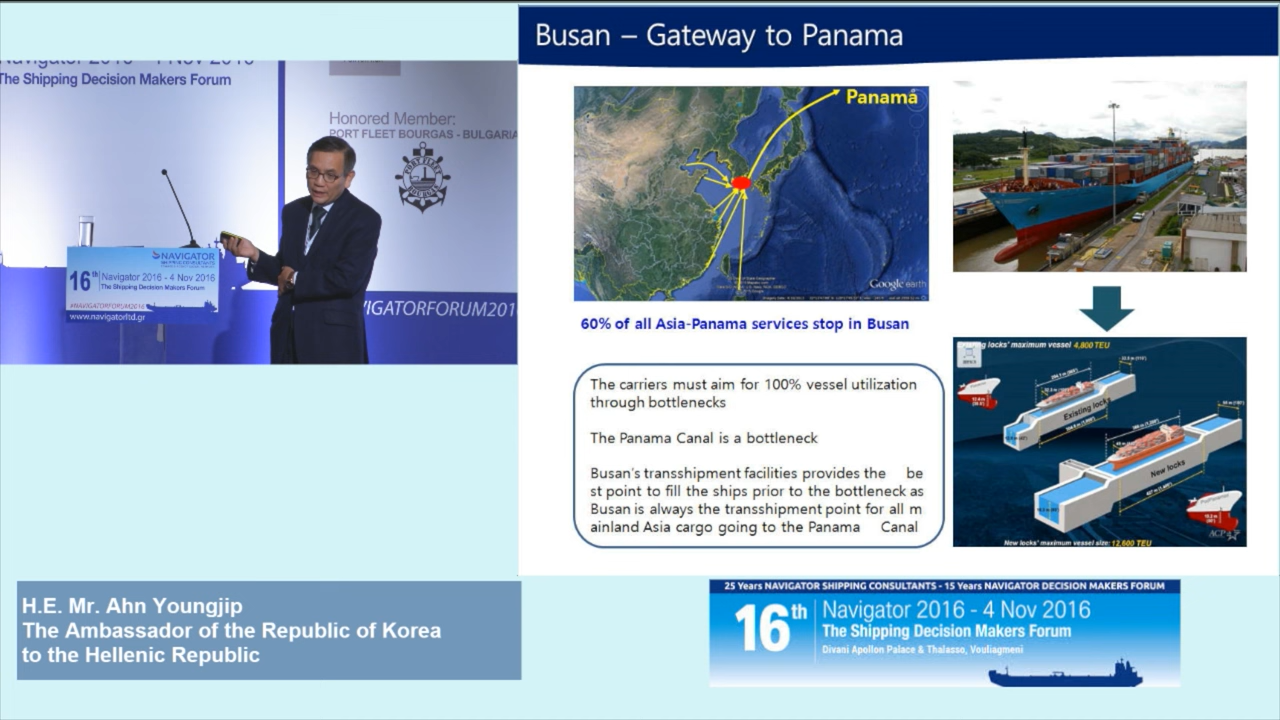 Navigator 2016 - 4 Nov 2016
The Shipping Decision Makers Forum
Honored Member:
PORT FLEET BOURGAS - BULGARIA
PORT FLEET
NAVIGATOR
16th
Navigator 2016 - 4 Nov 2016
The Shipping Decision Makers Forum
#NAVIGATORFORUM2016
www.navigatorltd.gr
VIGATORFORUM201
Busan – Gateway to Panama
Panama
Google earth
60% of all Asia-Panama services stop in Busan
The carriers must aim for 100% vessel utilization
through bottlenecks
The Panama Canal is a bottleneck
Busan's transshipment facilities provides the be
st point to fill the ships prior to the bottleneck as
Busan is always the transshipment point for all m
ainland Asia cargo going to the Panama Canal
locks' maximum vessel 4,800 TEU
Existing locks
New locks
ACP
New locks' maximum vessel size: 12,600 TEU
H.E. Mr. Ahn Youngjip
The Ambassador of the Republic of Korea
to the Hellenic Republic
25 Years NAVIGATOR SHIPPING CONSULTANTS - 15 Years NAVIGATOR DECISION MAKERS FORUM
16th
Navigator 2016 - 4 Nov 2016
The Shipping Decision Makers Forum
Divani Apollon Palace & Thalasso, Vouliagmeni